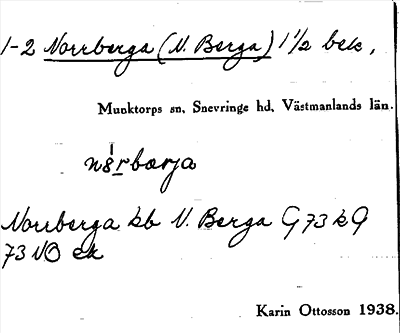 1-2 Norrberga (N. Berga) 1 1/2 bek,
Munktorps sn, Snevringe hd, Västmanlands län.
Norrberga kb N. Berga G 73 k G
73 NO ek
Karin Ottosson 1938.